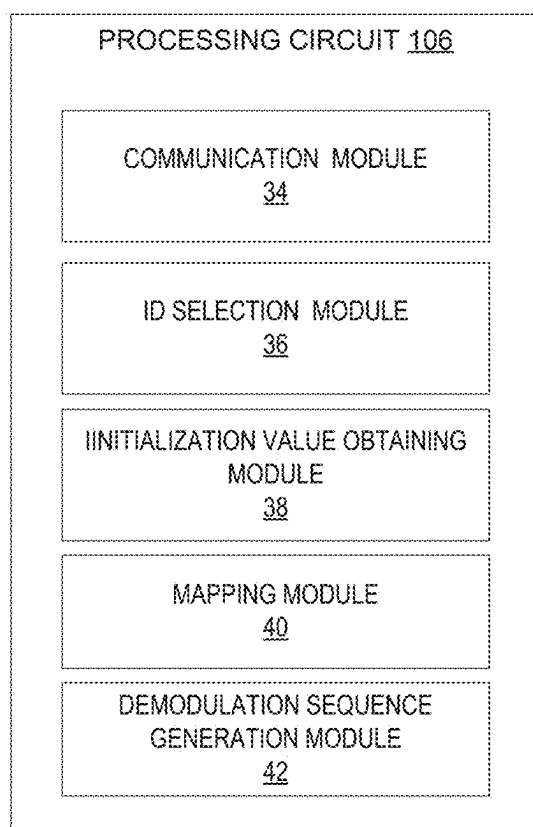 PROCESSING CIRCUIT 106
COMMUNICATION MODULE
34
ID SELECTION MODULE
36
IINITIALIZATION VALUE OBTAINING
MODULE
38
MAPPING MODULE
40
DEMODULATION SEQUENCE
GENERATION MODULE
42